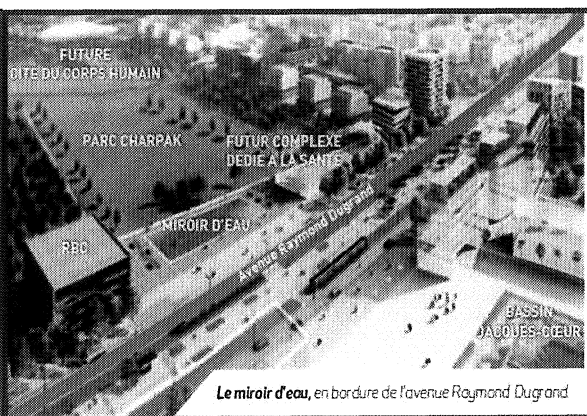 FUTURE
CITE DU CORPS HUMAIN
PARC CHARPAK
FUTUR COMPLEXE
DEDIE A LA SANTE
MIROIR D'EAU
RBC
Avenue Raymond Dugrand
BASSIN
JACQUES-CŒUR
Le miroir d'eau, en bordure de l'avenue Raymond Dugrand.